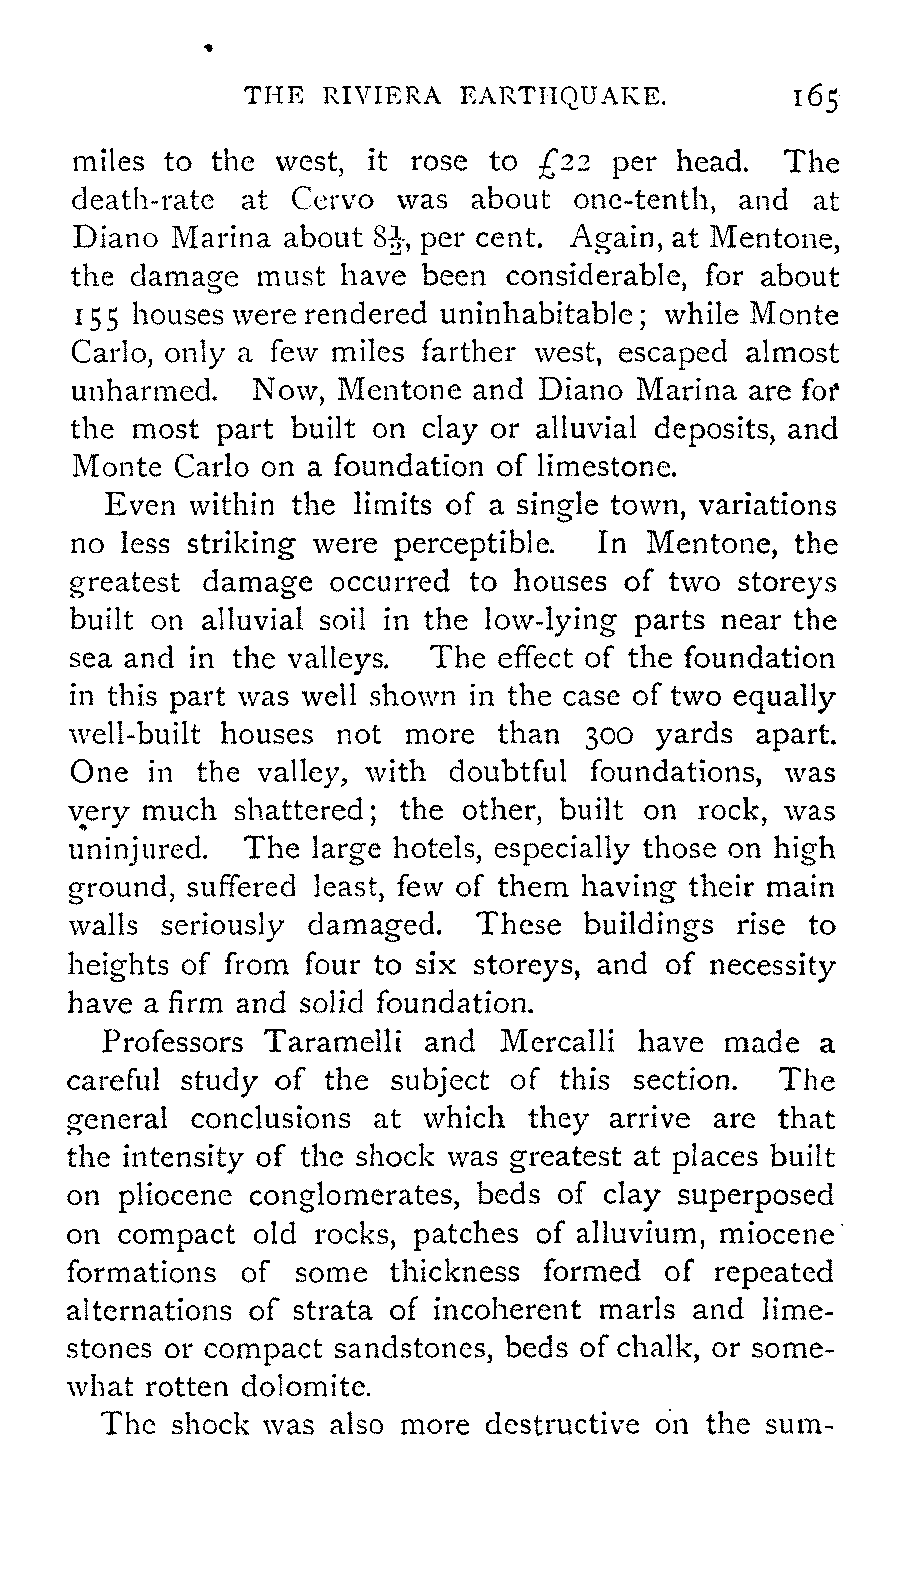 THE RIVIERA EARTHQUAKE. 165
miles to the west, it rose to £22 per head. The
death-rate at Cervo was about one-tenth, and at
Diano Marina about 8½, per cent. Again, at Mentone,
the damage must have been considerable, for about
155 houses were rendered uninhabitable; while Monte
Carlo, only a few miles farther west, escaped almost
unharmed. Now, Mentone and Diano Marina are for
the most part built on clay or alluvial deposits, and
Monte Carlo on a foundation of limestone.
Even within the limits of a single town, variations
no less striking were perceptible. In Mentone, the
greatest damage occurred to houses of two storeys
built on alluvial soil in the low-lying parts near the
sea and in the valleys. The effect of the foundation
in this part was well shown in the case of two equally
well-built houses not more than 300 yards apart.
One in the valley, with doubtful foundations, was
very much shattered; the other, built on rock, was
uninjured. The large hotels, especially those on high
ground, suffered least, few of them having their main
walls seriously damaged. These buildings rise to
heights of from four to six storeys, and of necessity
have a firm and solid foundation.
Professors Taramelli and Mercalli have made a
careful study of the subject of this section. The
general conclusions at which they arrive are that
the intensity of the shock was greatest at places built
on pliocene conglomerates, beds of clay superposed
on compact old rocks, patches of alluvium, miocene
formations of some thickness formed of repeated
alternations of strata of incoherent marls and lime-
stones or compact sandstones, beds of chalk, or some-
what rotten dolomite.
The shock was also more destructive on the sum-